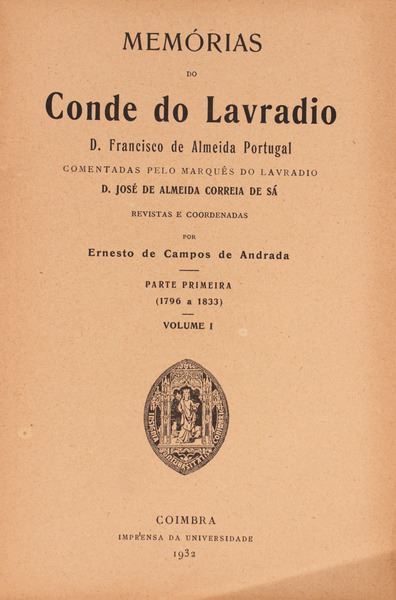 MEMÓRIAS
DO
Conde do Lavradio
D. Francisco de Almeida Portugal
COMENTADAS PELO MARQUÊS DO LAVRADIO
D. JOSÉ DE ALMEIDA CORREIA DE SÁ
REVISTAS E COORDENADAS
POR
Ernesto de Campos de Andrada
PARTE PRIMEIRA
(1796 a 1833)
VOLUME I
COIMBRA
IMPRENSA DA UNIVERSIDADE
1932